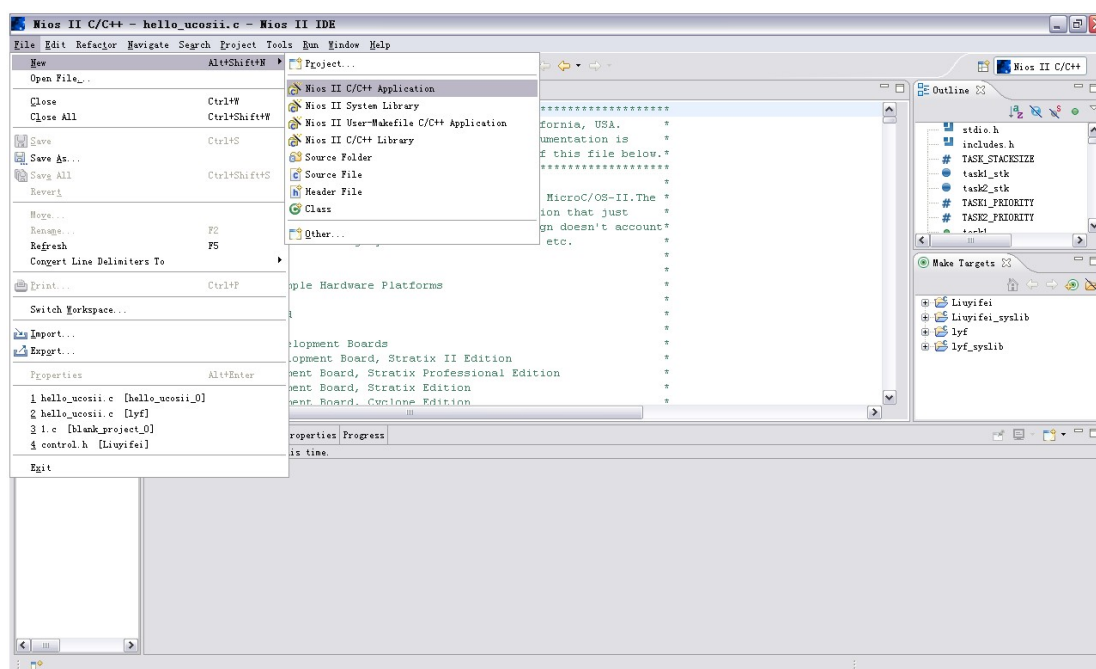 Nios II C/C++ - hello_ucosii.c - Nios II IDE
File Edit Refactor Navigate Search Project Tools Run Window Help
New Alt+Shift+N
Open File...
Close Ctrl+W
Close All Ctrl+Shift+W
Save Ctrl+S
Save As...
Save All Ctrl+Shift+S
Revert
Move...
Rename... F2
Refresh F5
Convert Line Delimiters To
Print... Ctrl+P
Switch Workspace...
Import...
Export...
Properties Alt+Enter
1 hello_ucosii.c [hello_ucosii_0]
2 hello_ucosii.c [lyf]
3 1.c [blank_project_0]
4 control.h [Liuyifei]
Exit
Project...
Nios II C/C++ Application
Nios II System Library
Nios II User-Makefile C/C++ Application
Nios II C/C++ Library
Source Folder
Source File
Header File
Class
Other...
*******************
fornia, USA. *
umentation is *
f this file below.*
*******************
*
MicroC/OS-II.The *
ion that just *
gn doesn't account*
etc. *
*
*
mple Hardware Platforms *
*
*
*
elopment Boards *
lopment Board, Stratix II Edition *
ment Board, Stratix Professional Edition *
ment Board, Stratix Edition *
ment Board, Cyclone Edition *
roperties Progress
is time.
Nios II C/C++
Outline
stdio.h
includes.h
TASK_STACKSIZE
task1_stk
task2_stk
TASK1_PRIORITY
TASK2_PRIORITY
task1
Make Targets
Liuyifei
Liuyifei_syslib
lyf
lyf_syslib